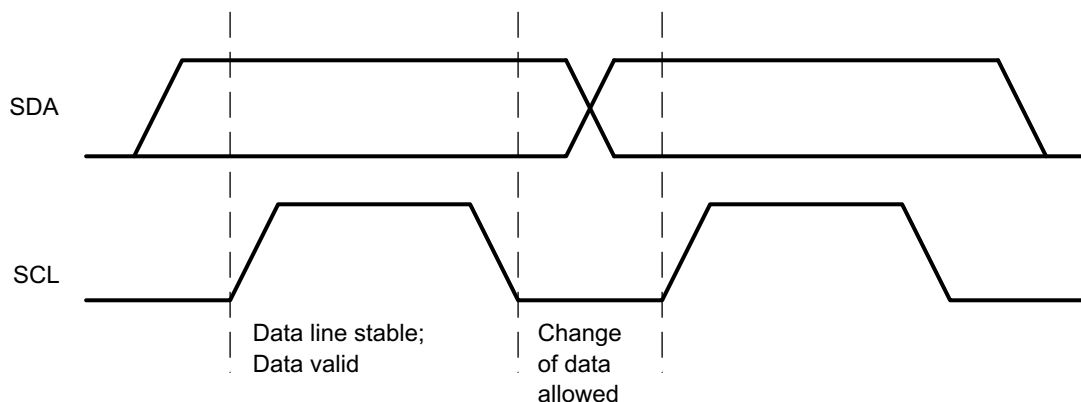 SDA
SCL
Data line stable;
Data valid
Change
of data
allowed